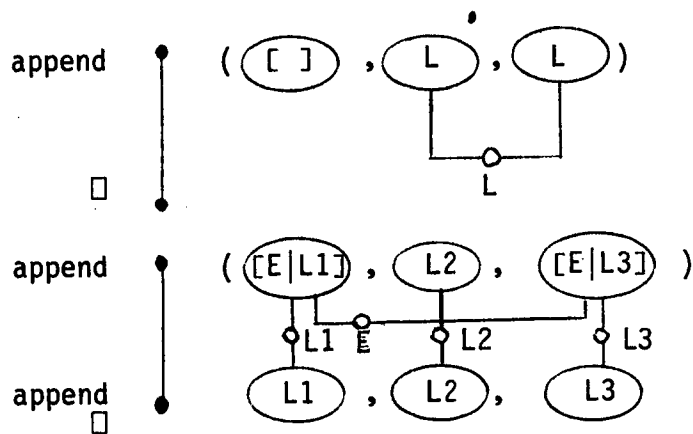 append ( [ ] , L , L )
□ L
append ( [E|L1] , L2 , [E|L3] )
L1 E L2 L3
append L1 , L2 , L3
□